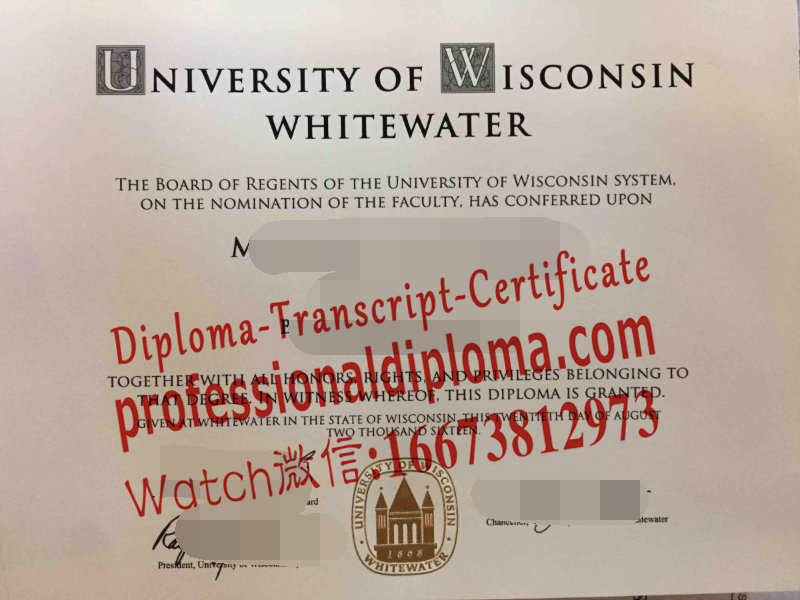 UNIVERSITY OF WISCONSIN
WHITEWATER
THE BOARD OF REGENTS OF THE UNIVERSITY OF WISCONSIN SYSTEM,
ON THE NOMINATION OF THE FACULTY, HAS CONFERRED UPON
M
Diploma-Transcript-Certificate
professionaldiploma.com
TOGETHER WITH ALL HONORS, RIGHTS, AND PRIVILEGES BELONGING TO
THAT DEGREE. IN WITNESS WHEREOF, THIS DIPLOMA IS GRANTED.
GIVEN AT WHITEWATER IN THE STATE OF WISCONSIN, THIS TWENTIETH DAY OF AUGUST
TWO THOUSAND SIXTEEN.
Watch微信:16673812973
UNIVERSITY OF WISCONSIN
1868
WHITEWATER
President, University of